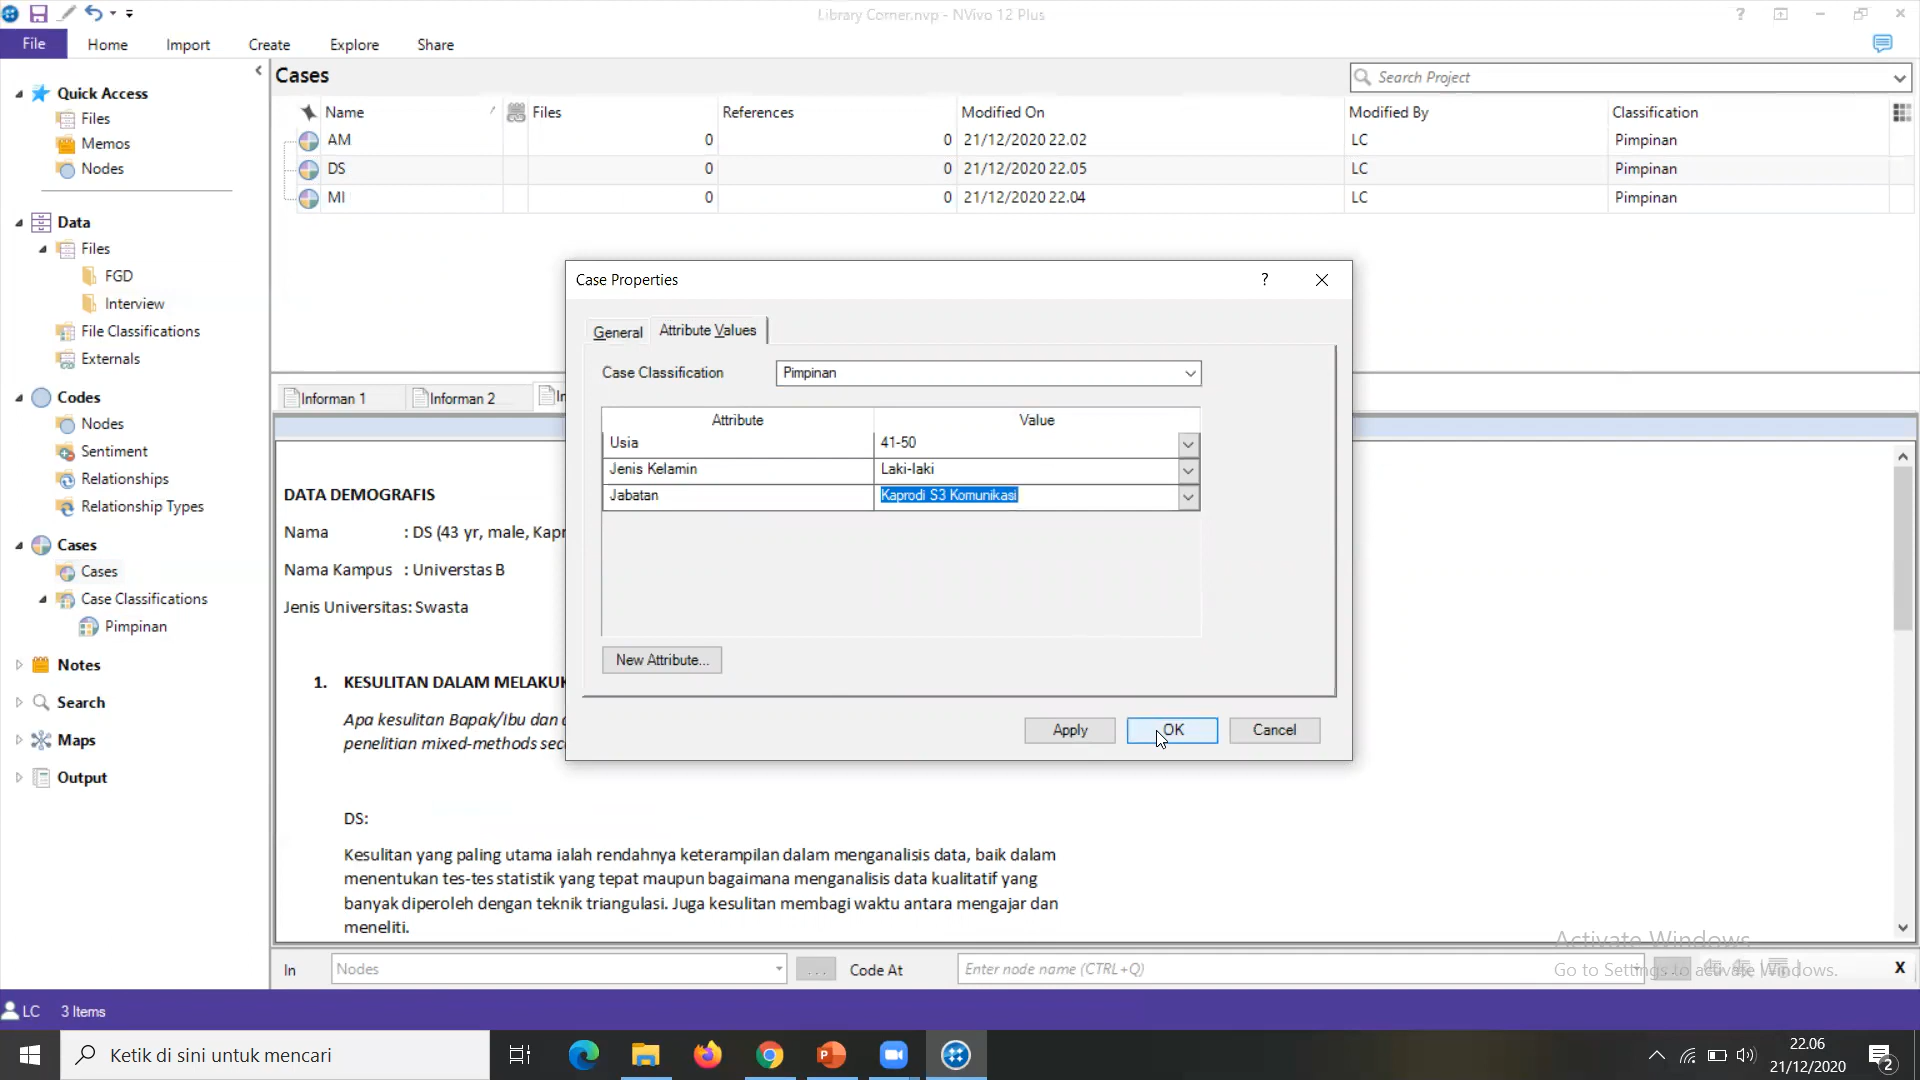 Library Corner.nvp - NVivo 12 Plus
File Home Import Create Explore Share
Quick Access
Files
Memos
Nodes
Data
Files
FGD
Interview
File Classifications
Externals
Codes
Nodes
Sentiment
Relationships
Relationship Types
Cases
Cases
Case Classifications
Pimpinan
Notes
Search
Maps
Output
Cases
Search Project
Name Files References Modified On Modified By Classification
AM 0 0 21/12/2020 22.02 LC Pimpinan
DS 0 0 21/12/2020 22.05 LC Pimpinan
MI 0 0 21/12/2020 22.04 LC Pimpinan
Case Properties ?
General Attribute Values
Case Classification Pimpinan
Attribute Value
Usia 41-50
Jenis Kelamin Laki-laki
Jabatan Kaprodi S3 Komunikasi
New Attribute...
Apply OK Cancel
Informan 1 Informan 2
DATA DEMOGRAFIS
Nama : DS (43 yr, male, Kapr
Nama Kampus : Universtas B
Jenis Universitas: Swasta
1. KESULITAN DALAM MELAKUK
Apa kesulitan Bapak/Ibu dan
penelitian mixed-methods sec
DS:
Kesulitan yang paling utama ialah rendahnya keterampilan dalam menganalisis data, baik dalam
menentukan tes-tes statistik yang tepat maupun bagaimana menganalisis data kualitatif yang
banyak diperoleh dengan teknik triangulasi. Juga kesulitan membagi waktu antara mengajar dan
meneliti.
Activate Windows
Go to Settings to activate Windows.
In Nodes ... Code At Enter node name (CTRL+Q) X
LC 3 Items
Ketik di sini untuk mencari
22.06
21/12/2020
2